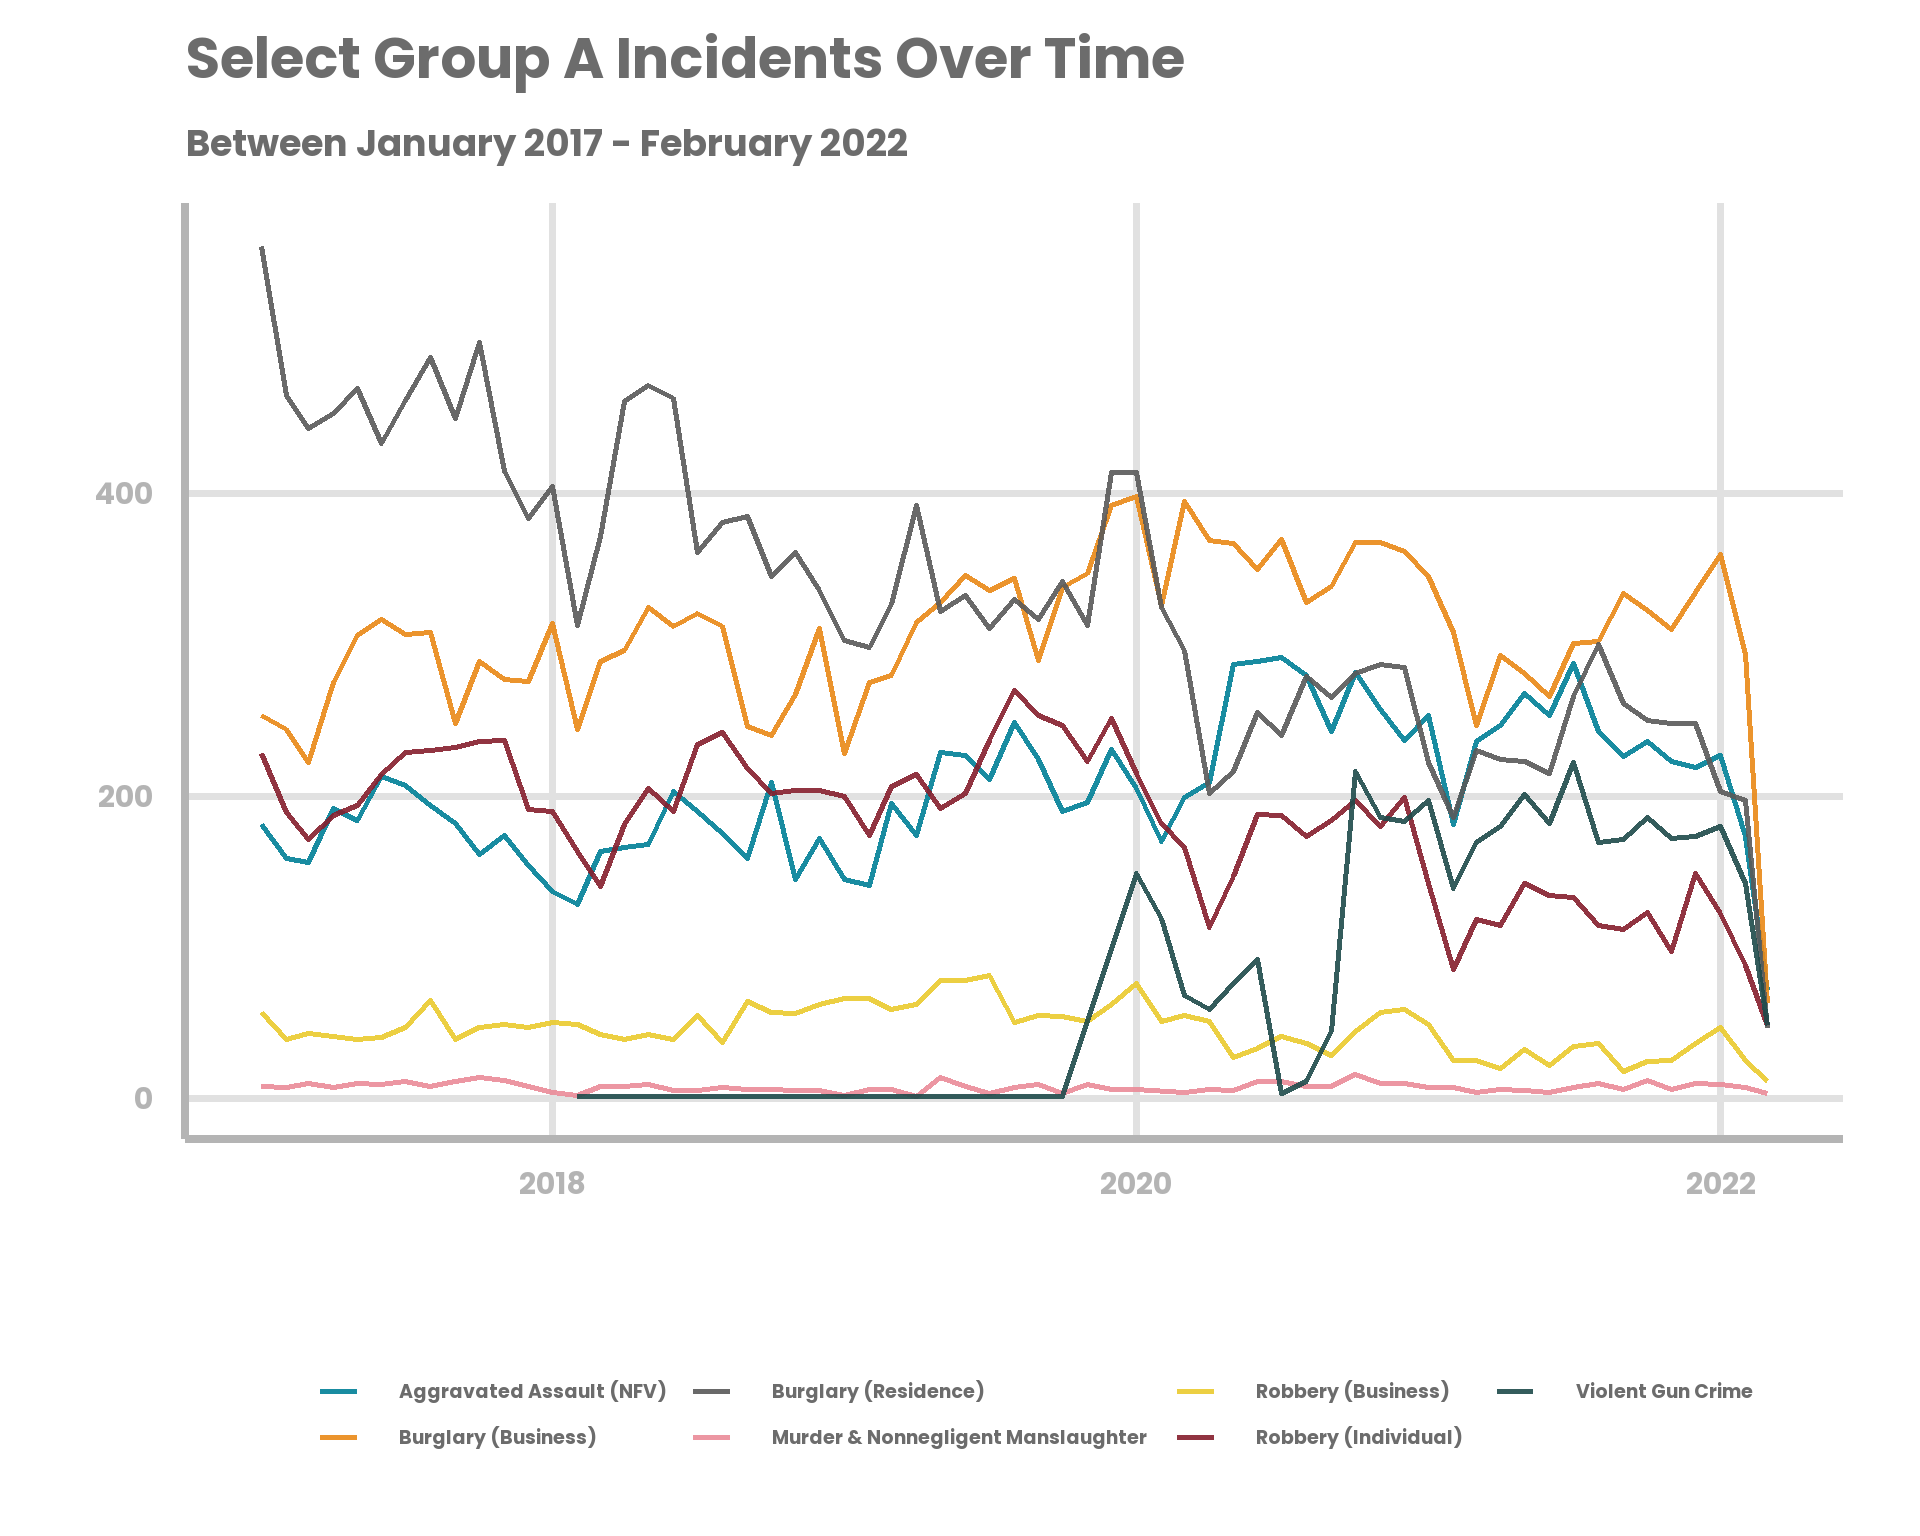 Select Group A Incidents Over Time
Between January 2017 - February 2022
400
200
0
2018 2020 2022
Aggravated Assault (NFV) Burglary (Residence) Robbery (Business) Violent Gun Crime
Burglary (Business) Murder & Nonnegligent Manslaughter Robbery (Individual)